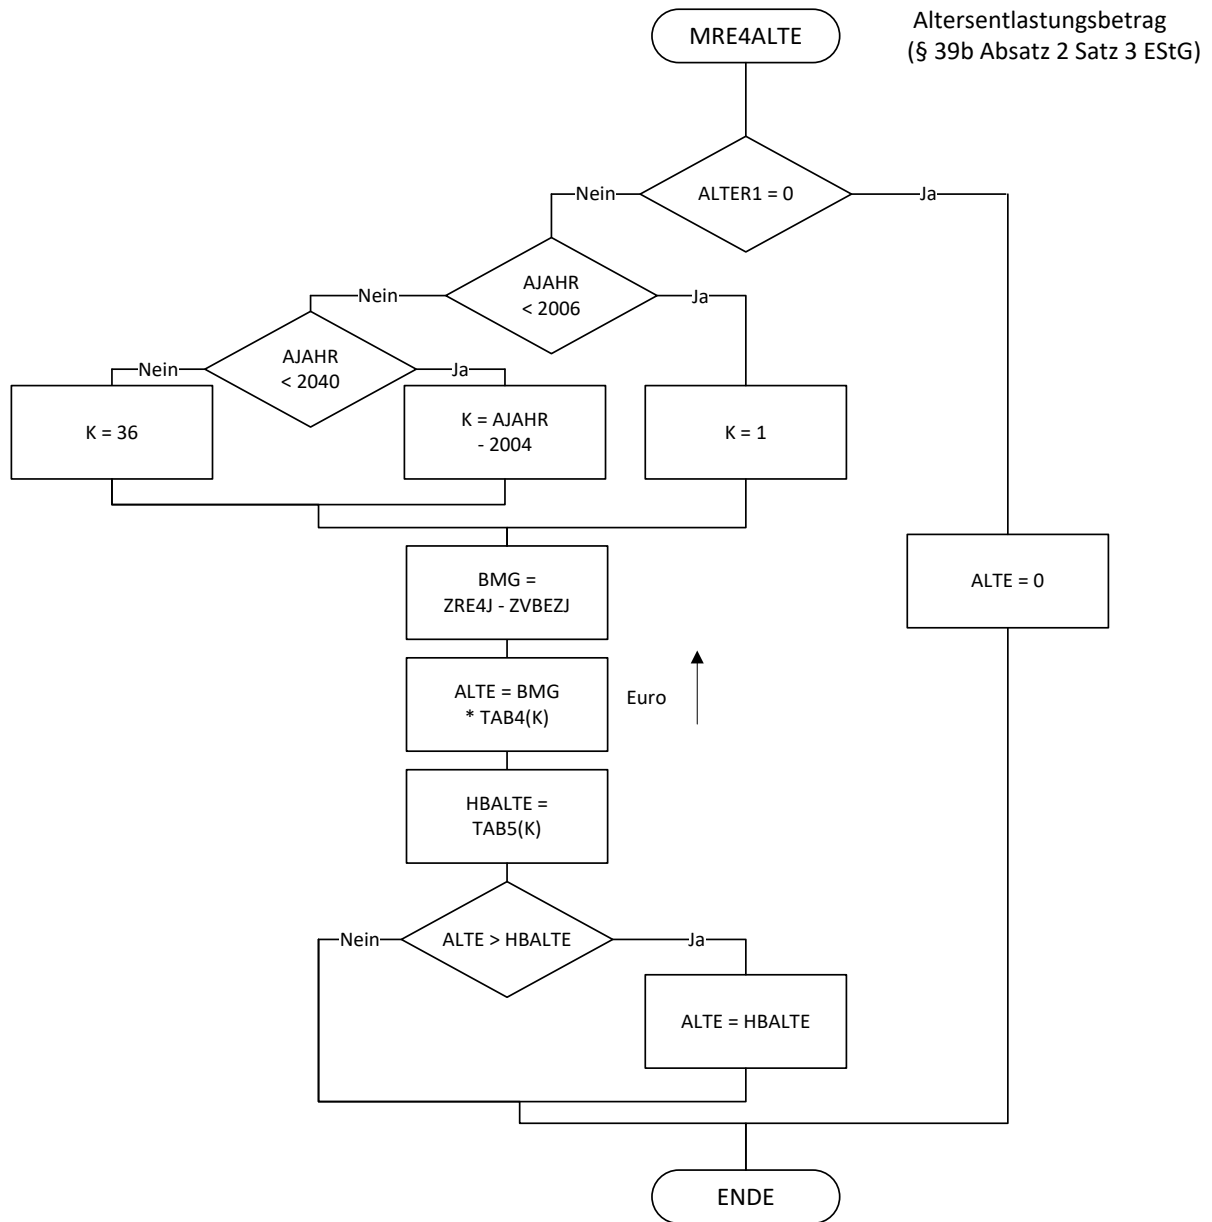 MRE4ALTE
Altersentlastungsbetrag
(§ 39b Absatz 2 Satz 3 EStG)
Nein
ALTER1 = 0
Ja
Nein
AJAHR
< 2006
Ja
Nein
AJAHR
< 2040
Ja
K = 36
K = AJAHR
- 2004
K = 1
BMG =
ZRE4J - ZVBEZJ
ALTE = 0
ALTE = BMG
* TAB4(K)
Euro
HBALTE =
TAB5(K)
Nein
ALTE > HBALTE
Ja
ALTE = HBALTE
ENDE